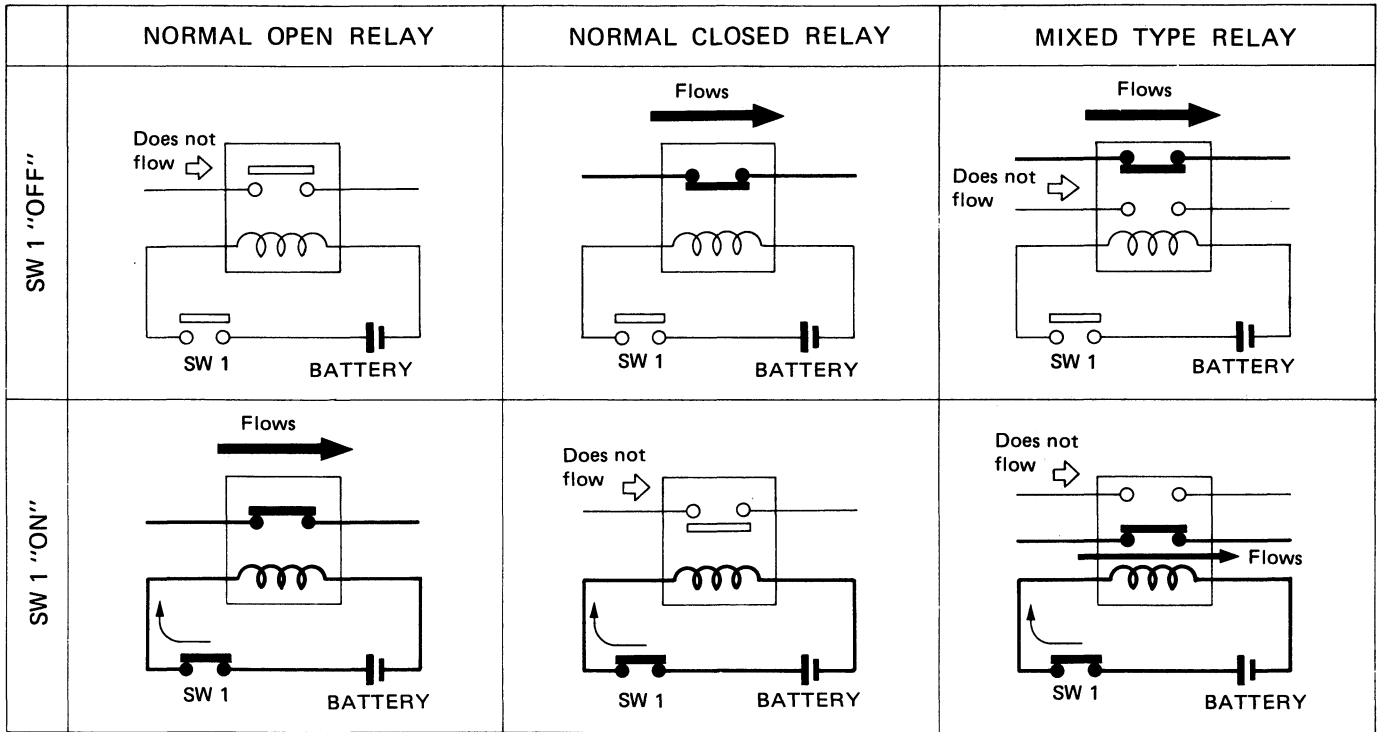 NORMAL OPEN RELAY
NORMAL CLOSED RELAY
MIXED TYPE RELAY
SW 1 "OFF"
Does not
flow
SW 1
BATTERY
Flows
SW 1
BATTERY
Flows
Does not
flow
SW 1
BATTERY
SW 1 "ON"
Flows
SW 1
BATTERY
Does not
flow
SW 1
BATTERY
Does not
flow
Flows
SW 1
BATTERY